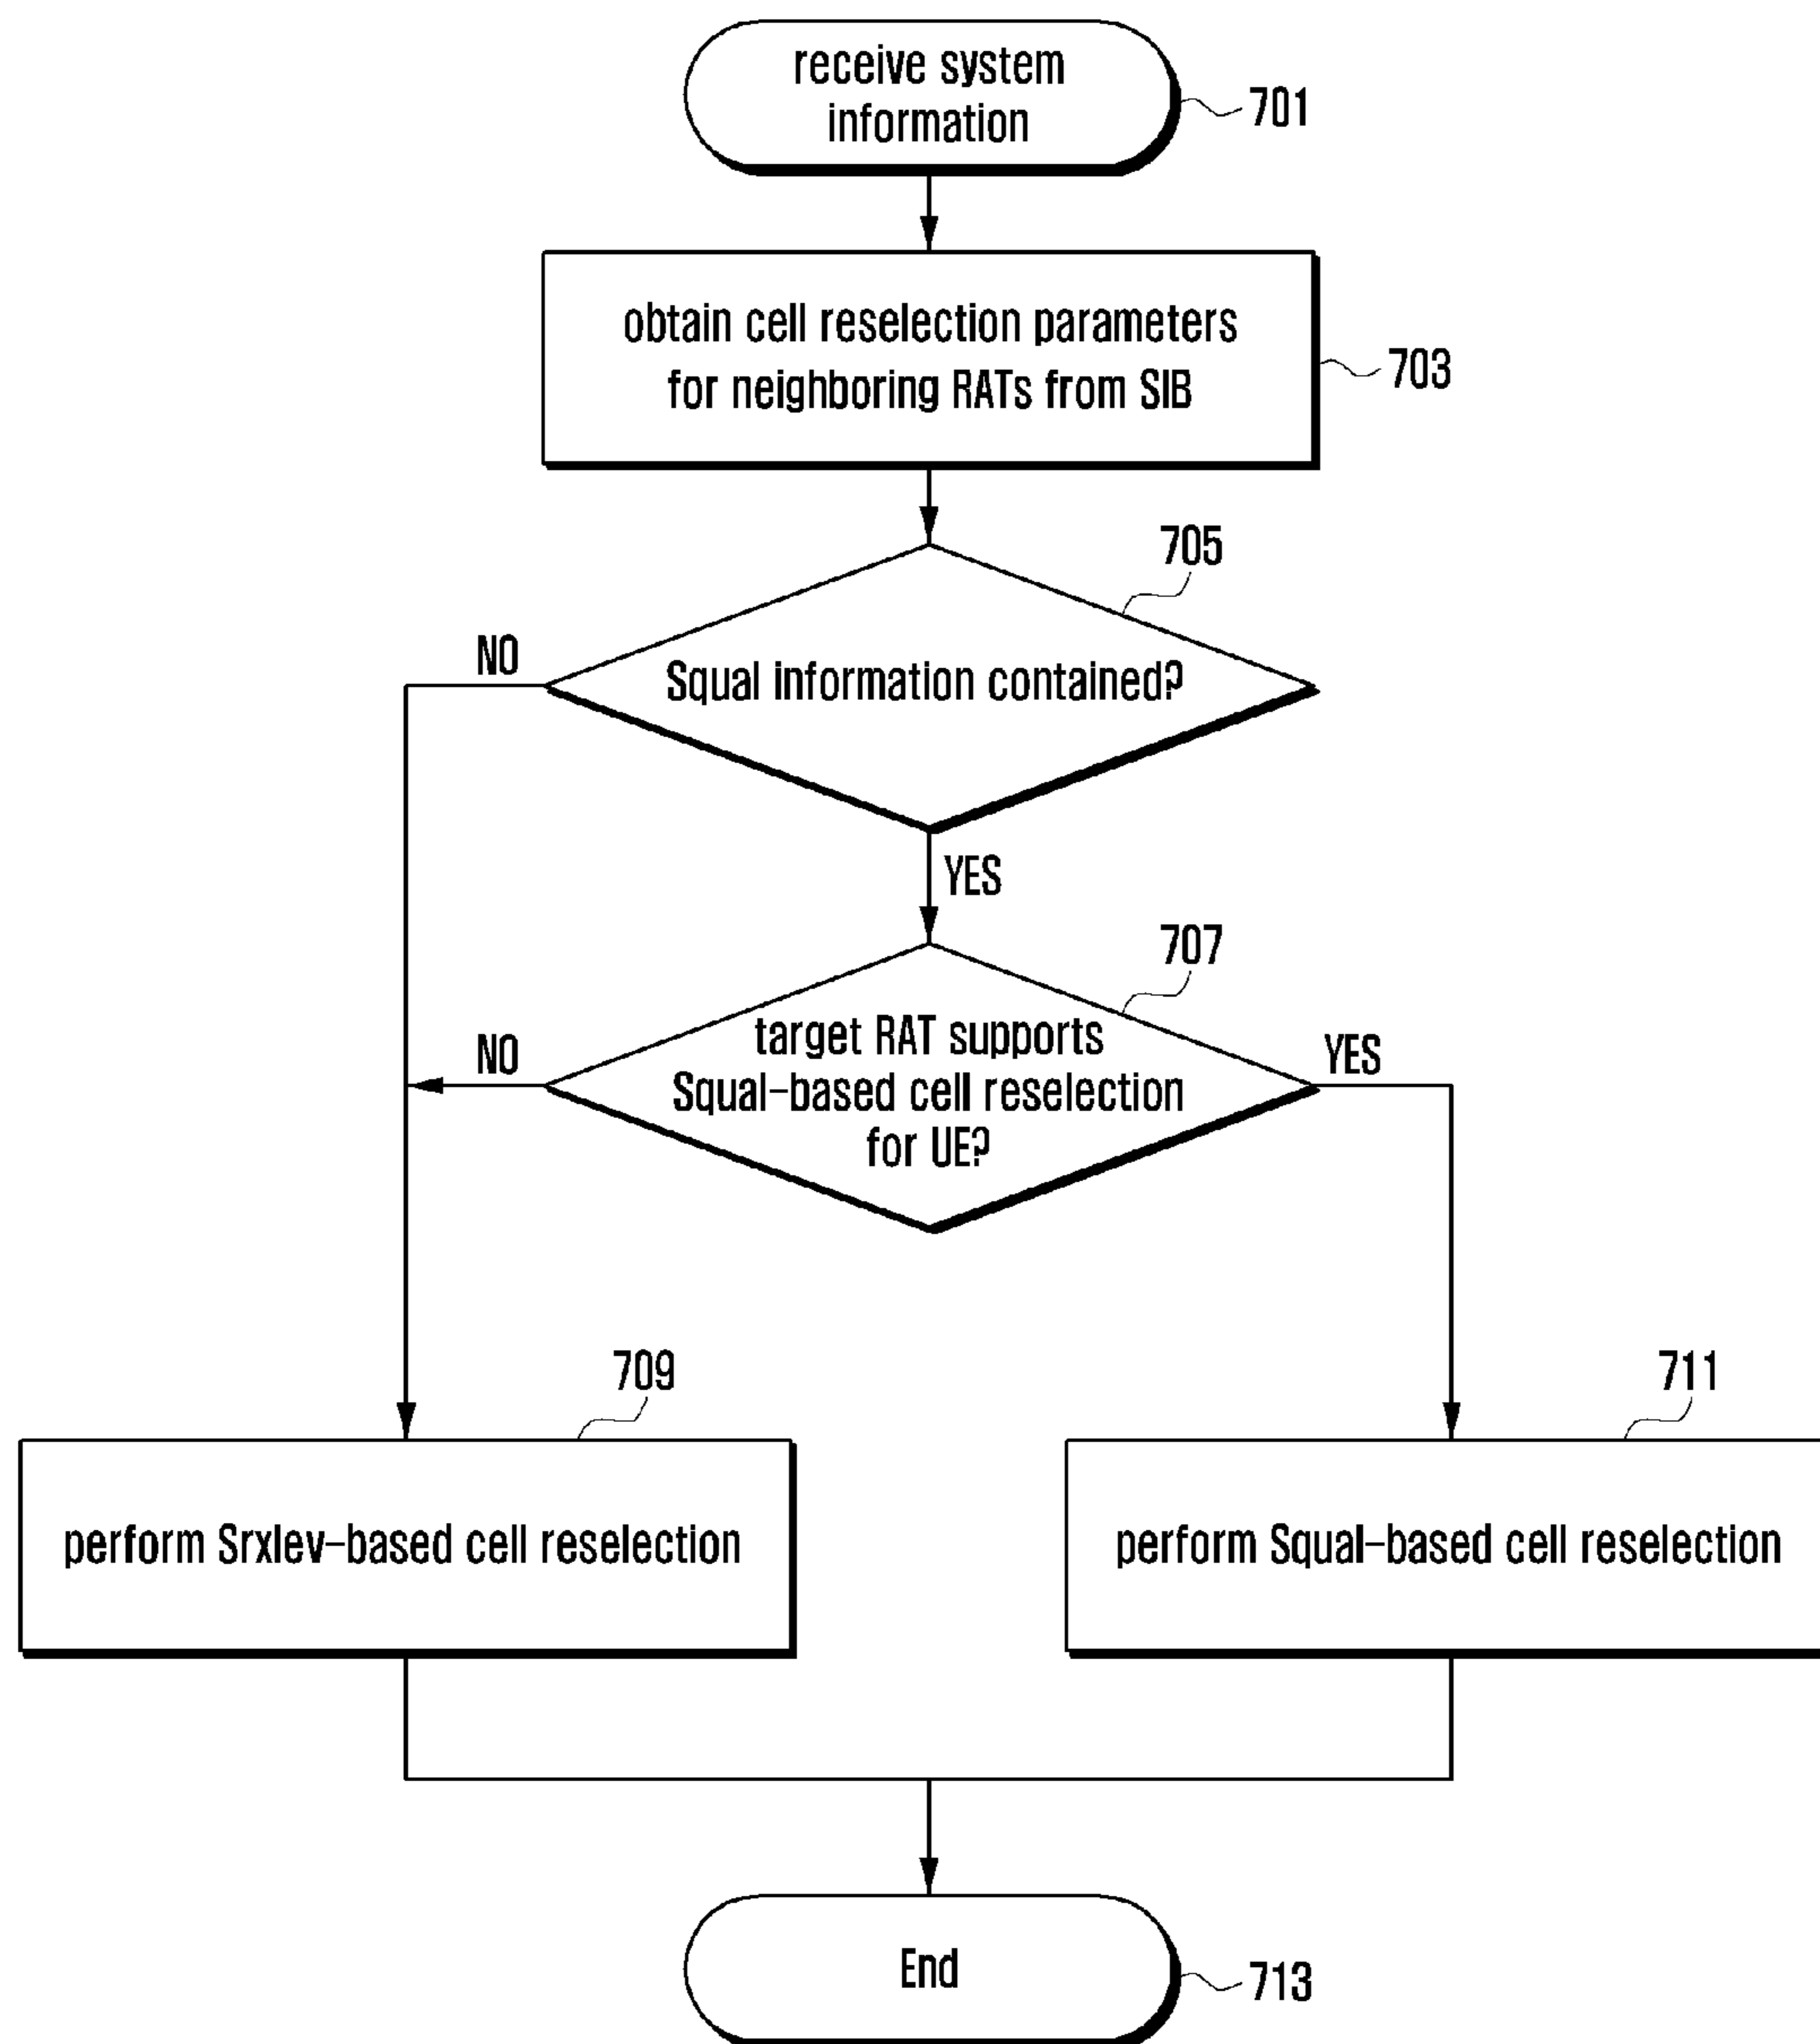 receive system
information
701
obtain cell reselection parameters
for neighboring RATs from SIB
703
705
NO
Squal information contained?
YES
707
NO
target RAT supports
Squal-based cell reselection
for UE?
YES
709
711
perform Srxlev-based cell reselection
perform Squal-based cell reselection
End
713